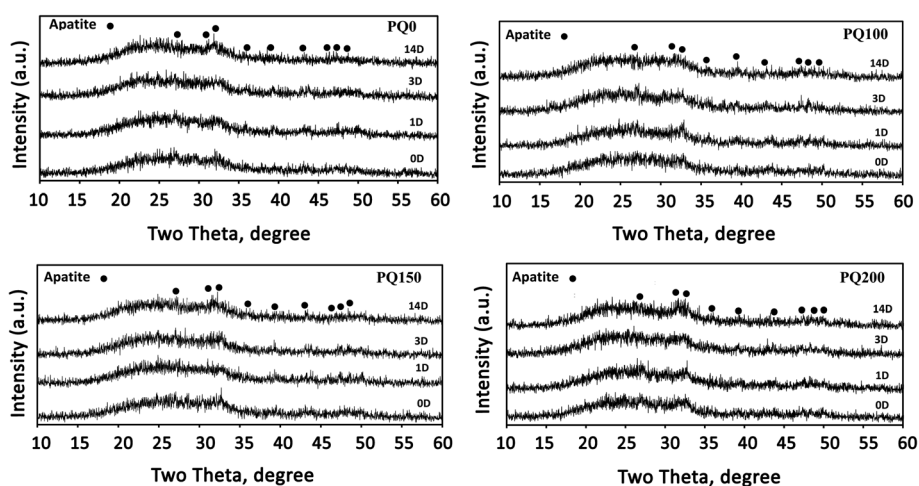 Apatite ● PQ0
14D
3D
1D
0D
Intensity (a.u.)
10 15 20 25 30 35 40 45 50 55 60
Two Theta, degree
Apatite ● PQ100
14D
3D
1D
0D
Intensity (a.u.)
10 15 20 25 30 35 40 45 50 55 60
Two Theta, degree
Apatite ● PQ150
14D
3D
1D
0D
Intensity (a.u.)
10 15 20 25 30 35 40 45 50 55 60
Two Theta, degree
Apatite ● PQ200
14D
3D
1D
0D
Intensity (a.u.)
10 15 20 25 30 35 40 45 50 55 60
Two Theta, degree